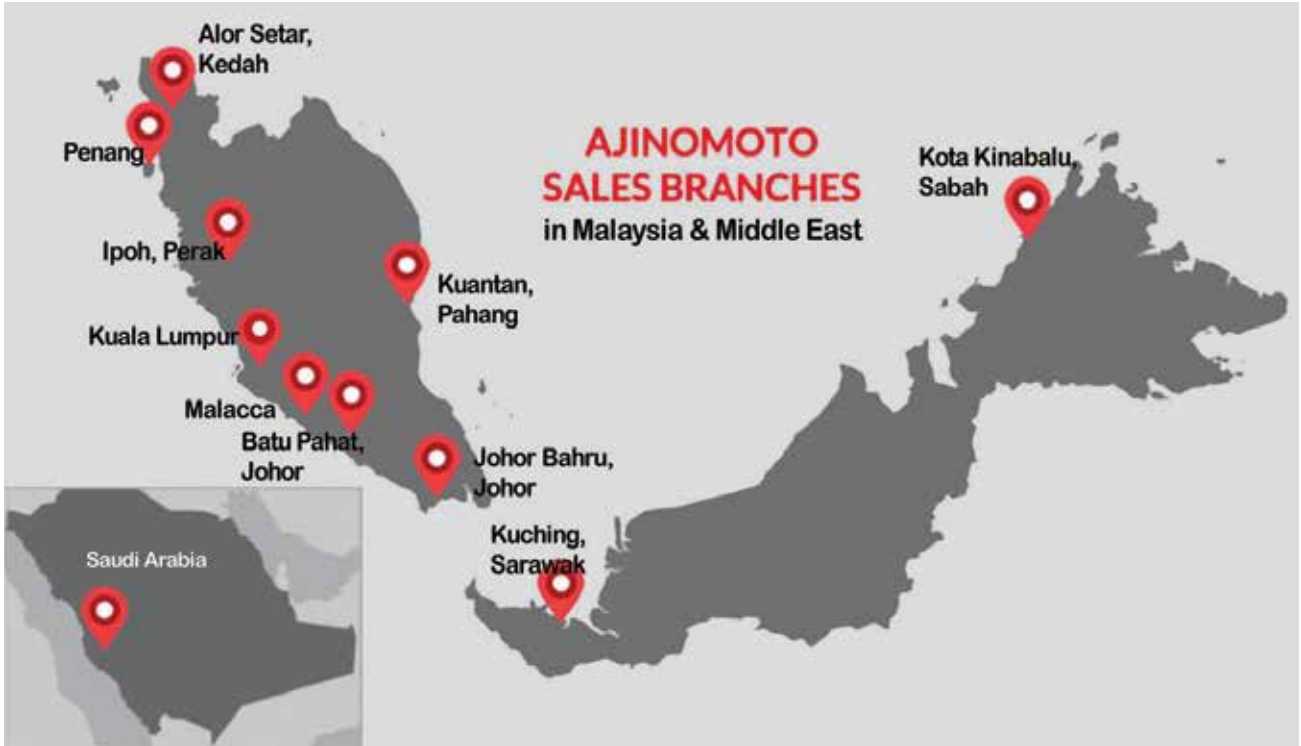 Alor Setar,
Kedah
Penang
AJINOMOTO
SALES BRANCHES
in Malaysia & Middle East
Kota Kinabalu,
Sabah
Ipoh, Perak
Kuantan,
Pahang
Kuala Lumpur
Malacca
Batu Pahat,
Johor
Johor Bahru,
Johor
Kuching,
Sarawak
Saudi Arabia